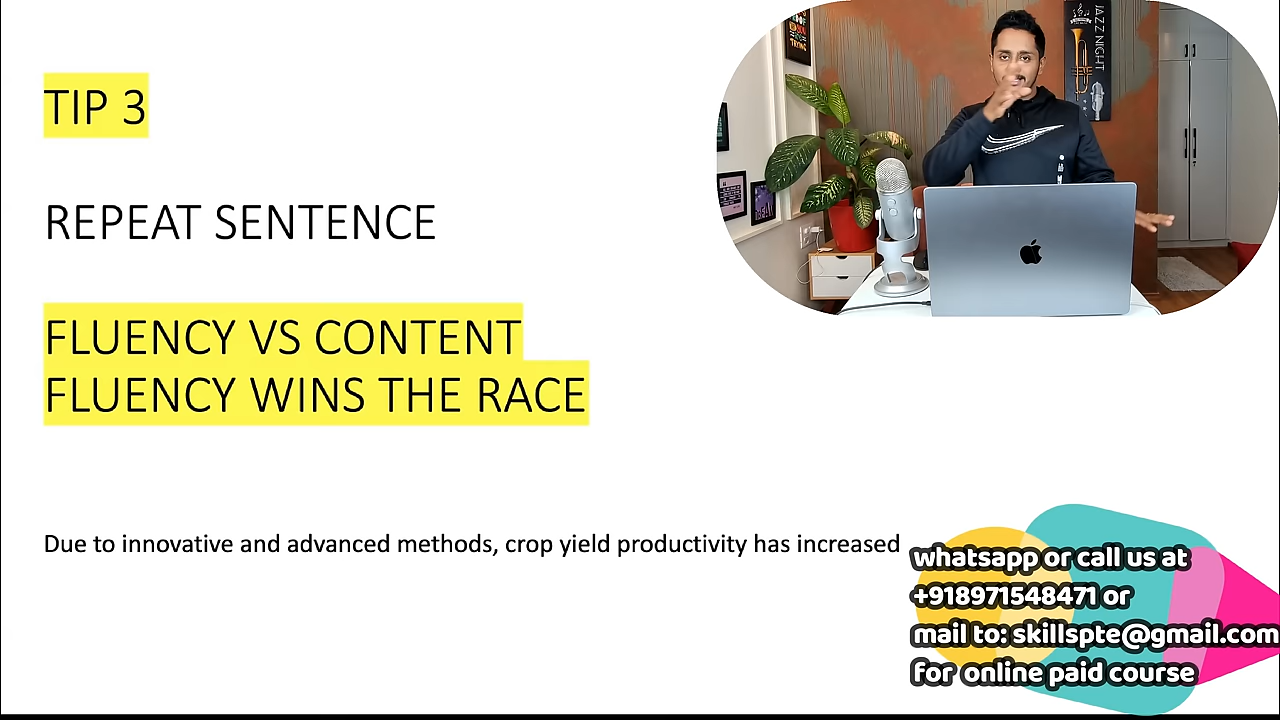 TIP 3
REPEAT SENTENCE
FLUENCY VS CONTENT
FLUENCY WINS THE RACE
Due to innovative and advanced methods, crop yield productivity has increased
JAZZ NIGHT
whatsapp or call us at
+918971548471 or
mail to: skillspte@gmail.com
for online paid course